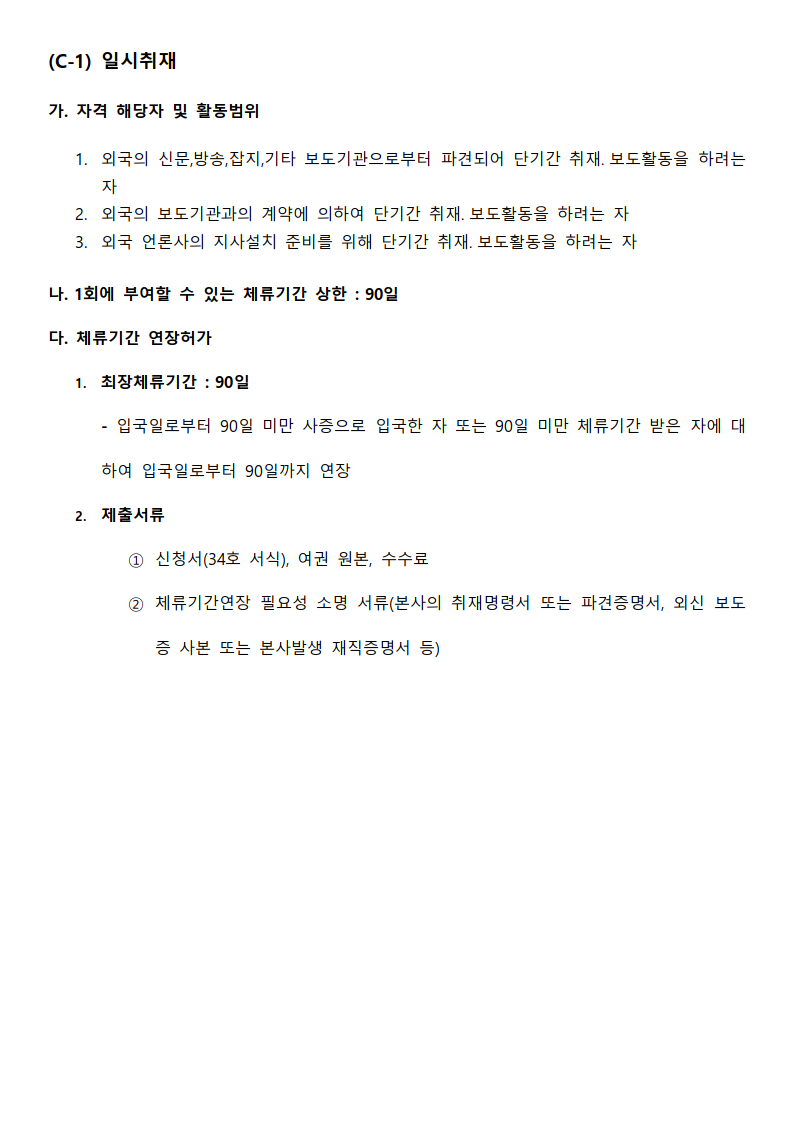 (C-1) 일시취재
가. 자격 해당자 및 활동범위
1. 외국의 신문,방송,잡지,기타 보도기관으로부터 파견되어 단기간 취재. 보도활동을 하려는
자
2. 외국의 보도기관과의 계약에 의하여 단기간 취재. 보도활동을 하려는 자
3. 외국 언론사의 지사설치 준비를 위해 단기간 취재. 보도활동을 하려는 자
나. 1회에 부여할 수 있는 체류기간 상한 : 90일
다. 체류기간 연장허가
1. 최장체류기간 : 90일
- 입국일로부터 90일 미만 사증으로 입국한 자 또는 90일 미만 체류기간 받은 자에 대
하여 입국일로부터 90일까지 연장
2. 제출서류
① 신청서(34호 서식), 여권 원본, 수수료
② 체류기간연장 필요성 소명 서류(본사의 취재명령서 또는 파견증명서, 외신 보도
증 사본 또는 본사발생 재직증명서 등)